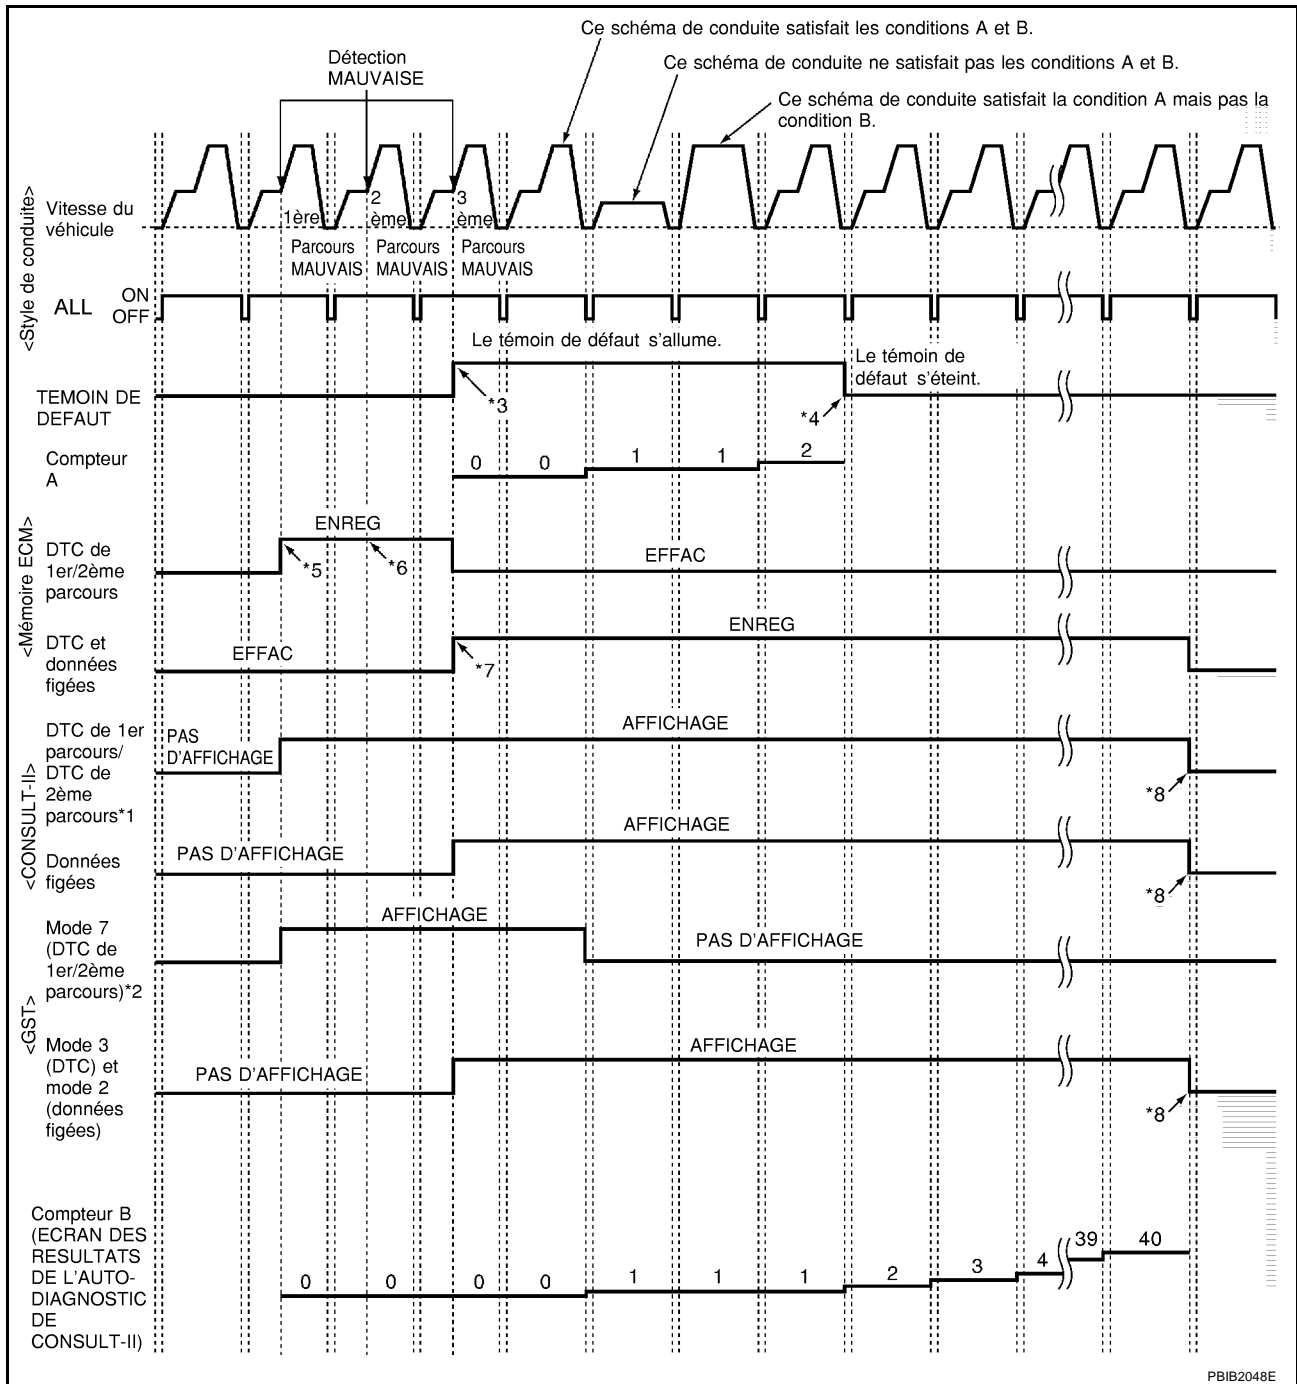 Ce schéma de conduite satisfait les conditions A et B.
Ce schéma de conduite ne satisfait pas les conditions A et B.
Ce schéma de conduite satisfait la condition A mais pas la
condition B.
Détection
MAUVAISE
<Style de conduite>
Vitesse du
véhicule
1ère
Parcours
MAUVAIS
2
ème
Parcours
MAUVAIS
3
ème
Parcours
MAUVAIS
ALL
ON
OFF
Le témoin de défaut s'allume.
Le témoin de
défaut s'éteint.
TEMOIN DE
DEFAUT
*3
*4
Compteur
A
0
0
1
1
2
<Mémoire ECM>
DTC de
1er/2ème
parcours
ENREG
*5
*6
EFFAC
DTC et
données
figées
EFFAC
*7
ENREG
<CONSULT-II>
DTC de 1er
parcours/
DTC de
2ème
parcours*1
PAS
D'AFFICHAGE
AFFICHAGE
*8
Données
figées
PAS D'AFFICHAGE
AFFICHAGE
*8
<GST>
Mode 7
(DTC de
1er/2ème
parcours)*2
AFFICHAGE
PAS D'AFFICHAGE
Mode 3
(DTC) et
mode 2
(données
figées)
PAS D'AFFICHAGE
AFFICHAGE
*8
Compteur B
(ECRAN DES
RESULTATS
DE L'AUTO-
DIAGNOSTIC
DE
CONSULT-II)
0
0
0
0
1
1
1
2
3
4
39
40
PBIB2048E